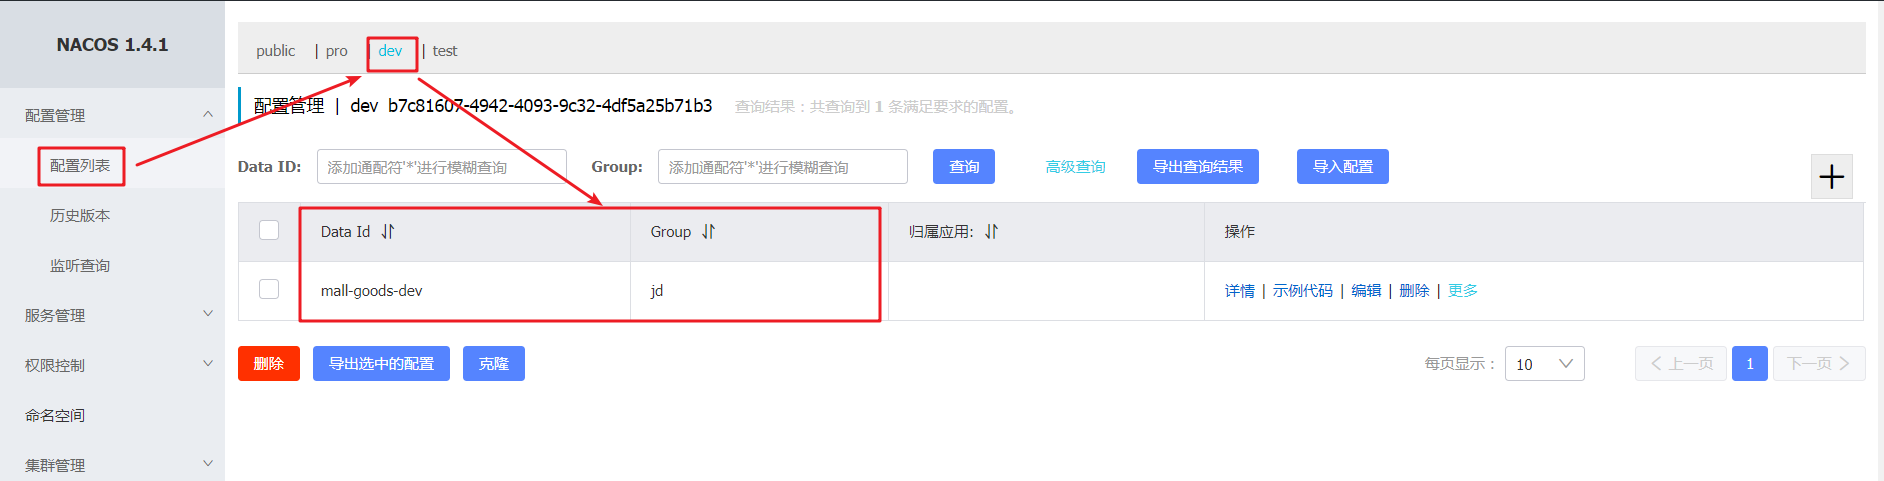 NACOS 1.4.1
配置管理
配置列表
历史版本
监听查询
服务管理
权限控制
命名空间
集群管理
public | pro | dev | test
配置管理 | dev b7c81607-4942-4093-9c32-4df5a25b71b3 查询结果：共查询到 1 条满足要求的配置。
Data ID: 添加通配符'*'进行模糊查询 Group: 添加通配符'*'进行模糊查询 查询 高级查询 导出查询结果 导入配置 +
Data Id Group 归属应用: 操作
mall-goods-dev jd 详情 | 示例代码 | 编辑 | 删除 | 更多
删除 导出选中的配置 克隆 每页显示： 10 上一页 1 下一页